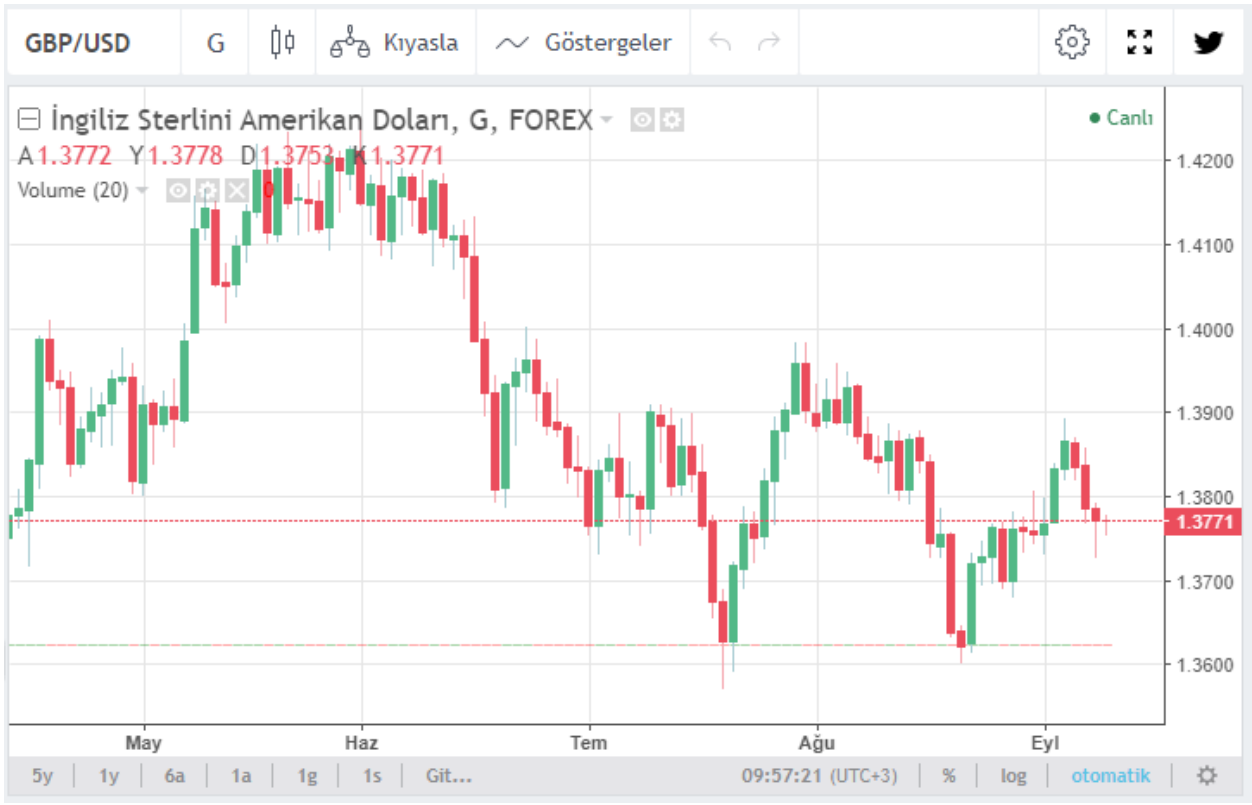 GBP/USD G Kıyasla Göstergeler
İngiliz Sterlini Amerikan Doları, G, FOREX
Canlı
A1.3772 Y1.3778 D1.3753 K1.3771
Volume (20) 0
1.4200
1.4100
1.4000
1.3900
1.3800
1.3771
1.3700
1.3600
May Haz Tem Ağu Eyl
5y 1y 6a 1a 1g 1s Git... 09:57:21 (UTC+3) % log otomatik